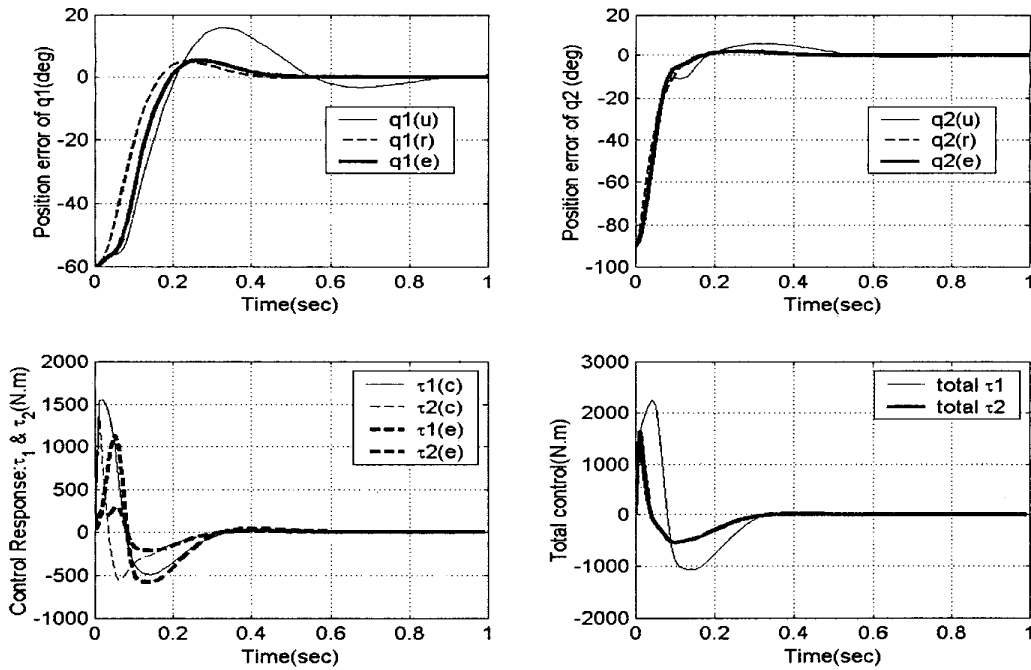 20
0
-20
-40
-60
Position error of q1(deg)
q1(u)
q1(r)
q1(e)
0
0.2
0.4
0.6
0.8
1
Time(sec)
20
0
-20
-40
-60
-80
-100
Position error of q2 (deg)
q2(u)
q2(r)
q2(e)
0
0.2
0.4
0.6
0.8
1
Time(sec)
2000
1500
1000
500
0
-500
-1000
Control Response:τ1 & τ2(N.m)
τ1(c)
τ2(c)
τ1(e)
τ2(e)
0
0.2
0.4
0.6
0.8
1
Time(sec)
3000
2000
1000
0
-1000
-2000
Total control(N.m)
total τ1
total τ2
0
0.2
0.4
0.6
0.8
1
Time(sec)